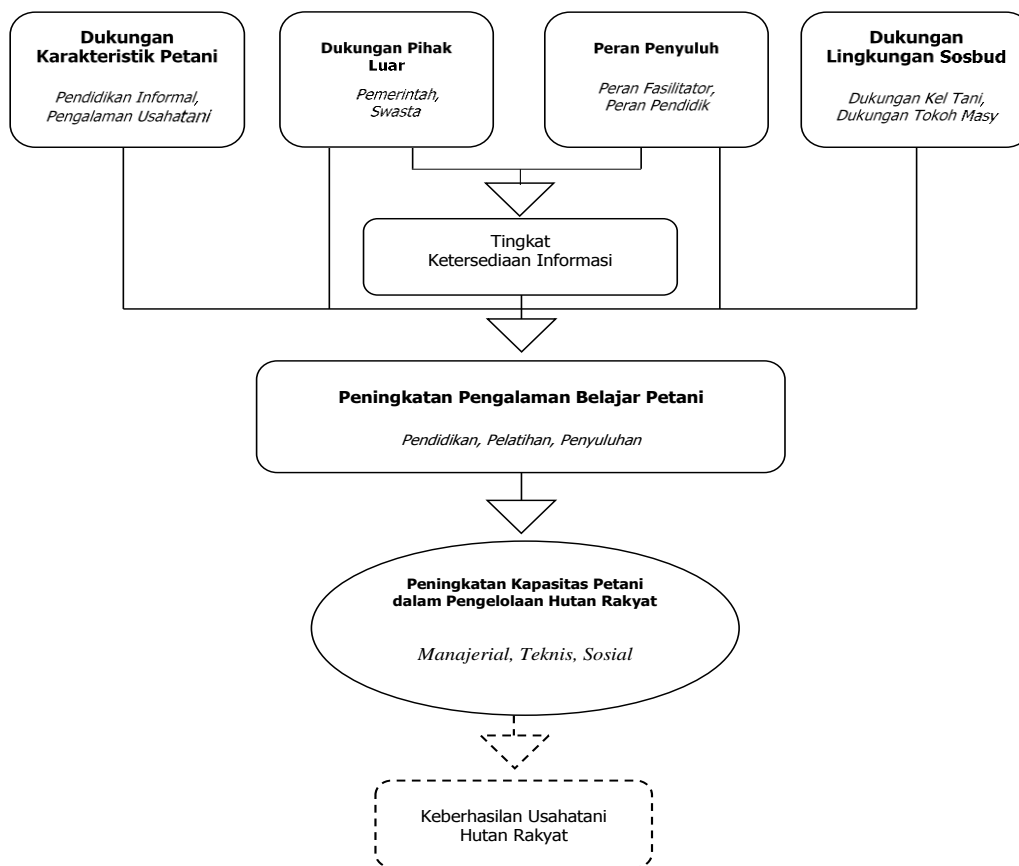 Dukungan
Karakteristik Petani
Pendidikan Informal,
Pengalaman Usahatani
Dukungan Pihak
Luar
Pemerintah,
Swasta
Peran Penyuluh
Peran Fasilitator,
Peran Pendidik
Dukungan
Lingkungan Sosbud
Dukungan Kel Tani,
Dukungan Tokoh Masy
Tingkat
Ketersediaan Informasi
Peningkatan Pengalaman Belajar Petani
Pendidikan, Pelatihan, Penyuluhan
Peningkatan Kapasitas Petani
dalam Pengelolaan Hutan Rakyat
Manajerial, Teknis, Sosial
Keberhasilan Usahatani
Hutan Rakyat